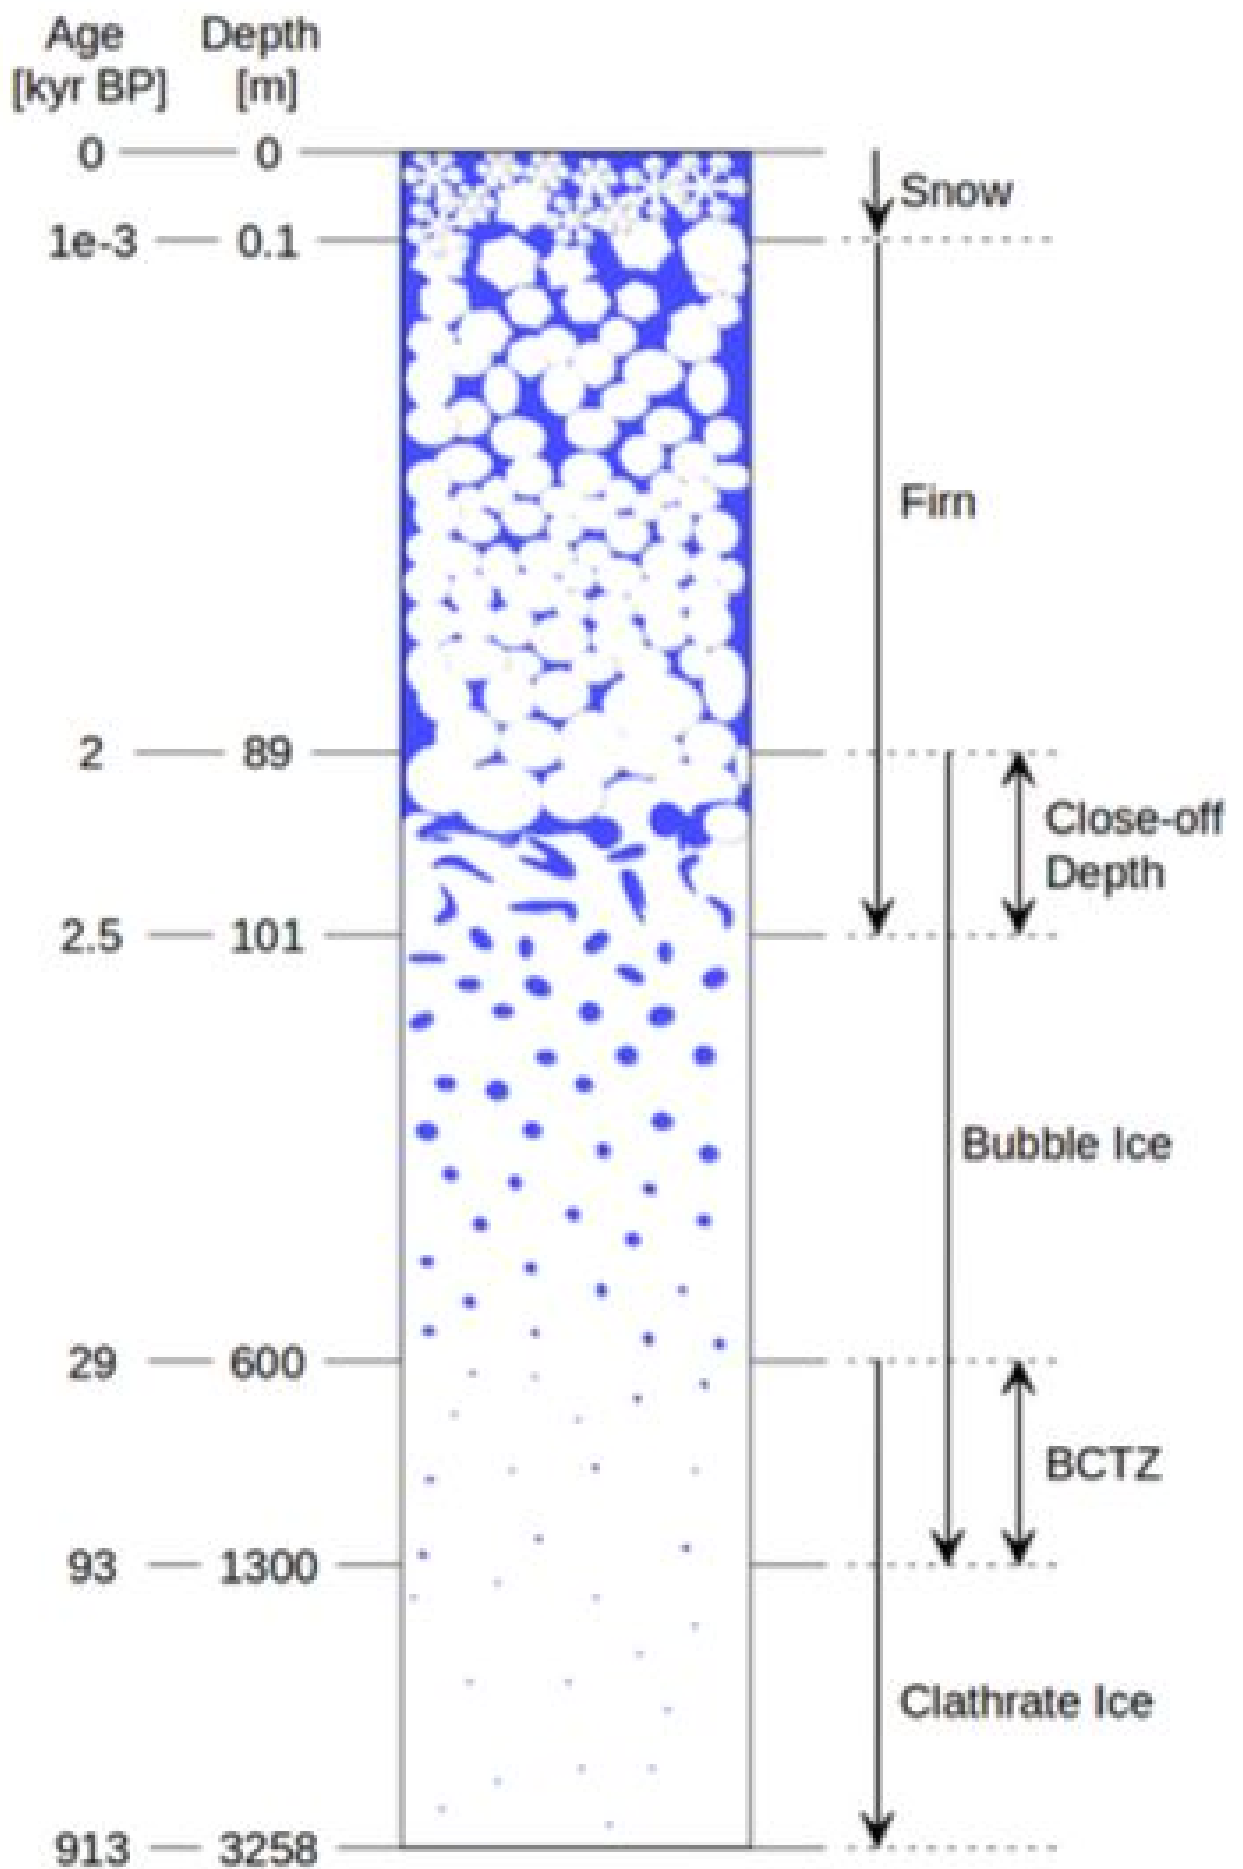 Age Depth
[kyr BP] [m]
0 0
Snow
1e-3 0.1
Firn
2 89
Close-off
Depth
2.5 101
Bubble Ice
29 600
BCTZ
93 1300
Clathrate Ice
913 3258